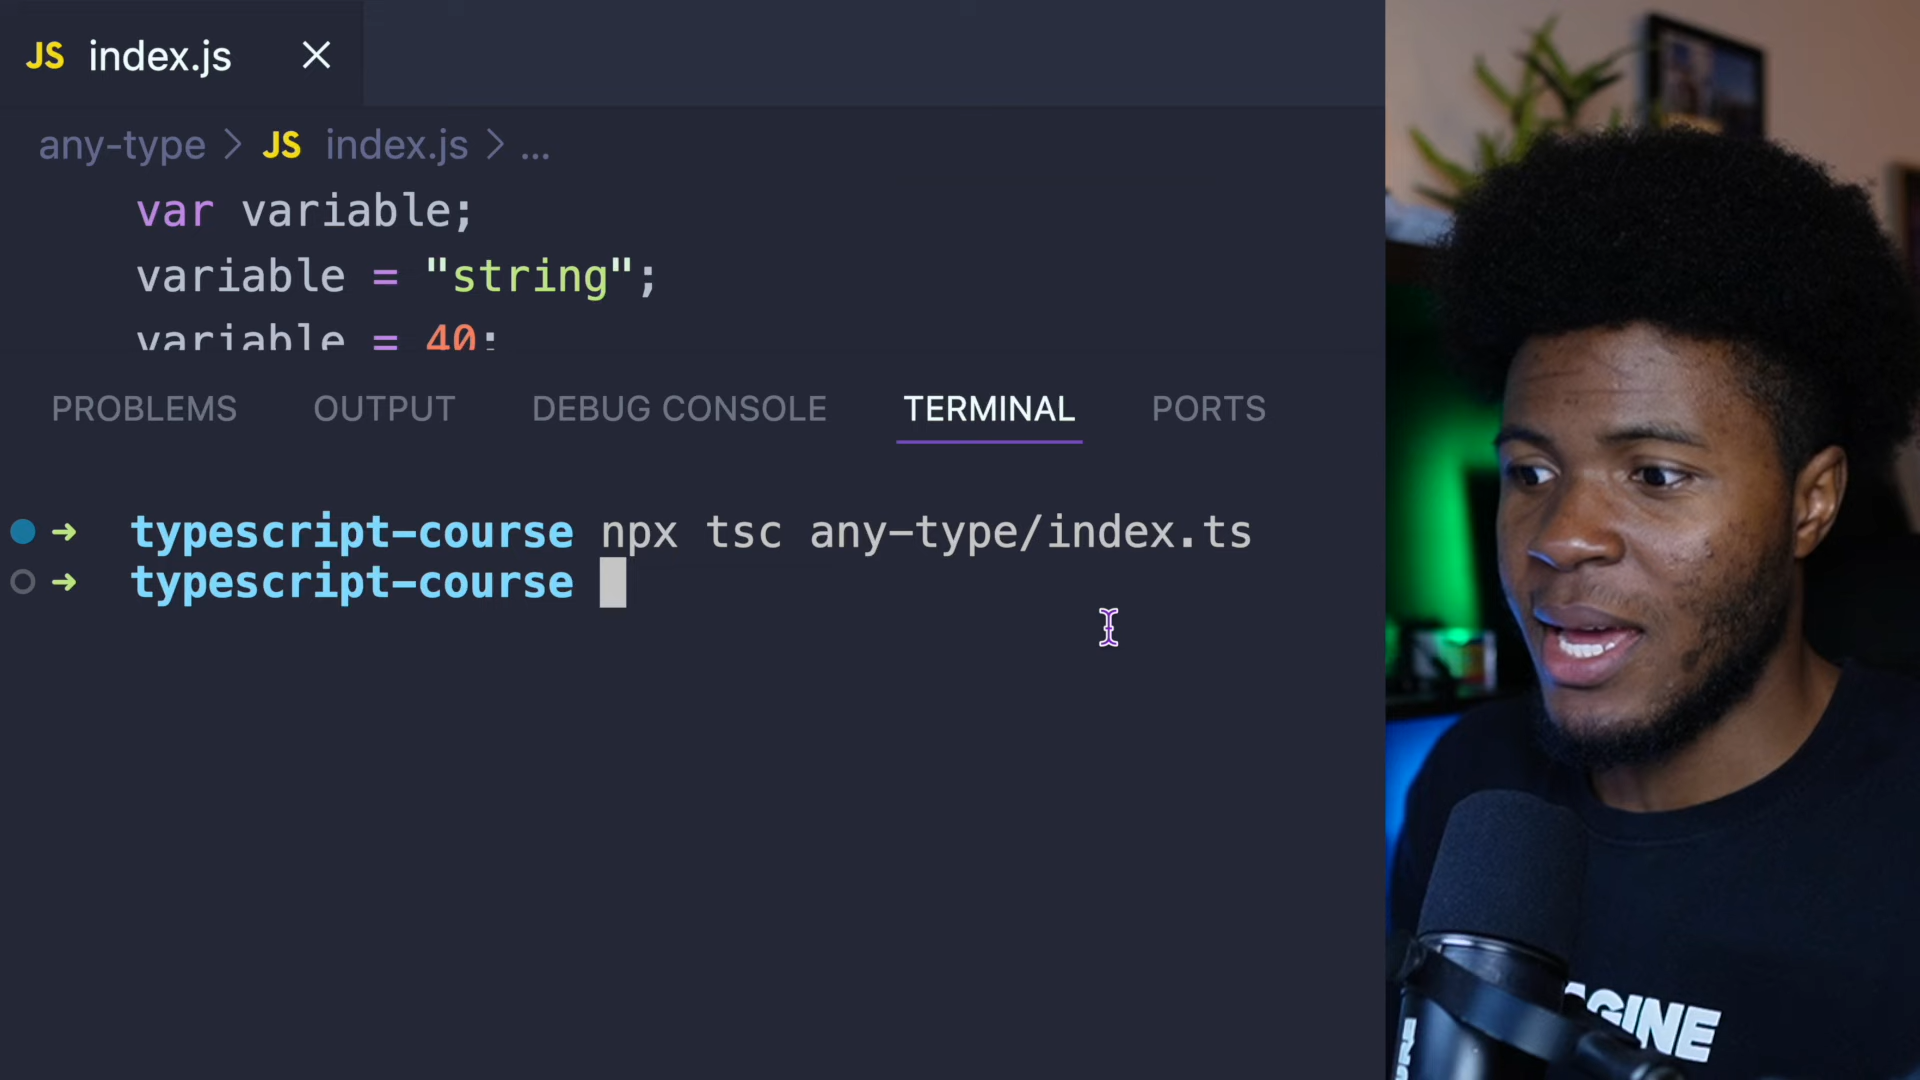 JS index.js
any-type > JS index.js > ...
var variable;
variable = "string";
variable = 40;
PROBLEMS OUTPUT DEBUG CONSOLE TERMINAL PORTS
➜ typescript-course npx tsc any-type/index.ts
➜ typescript-course